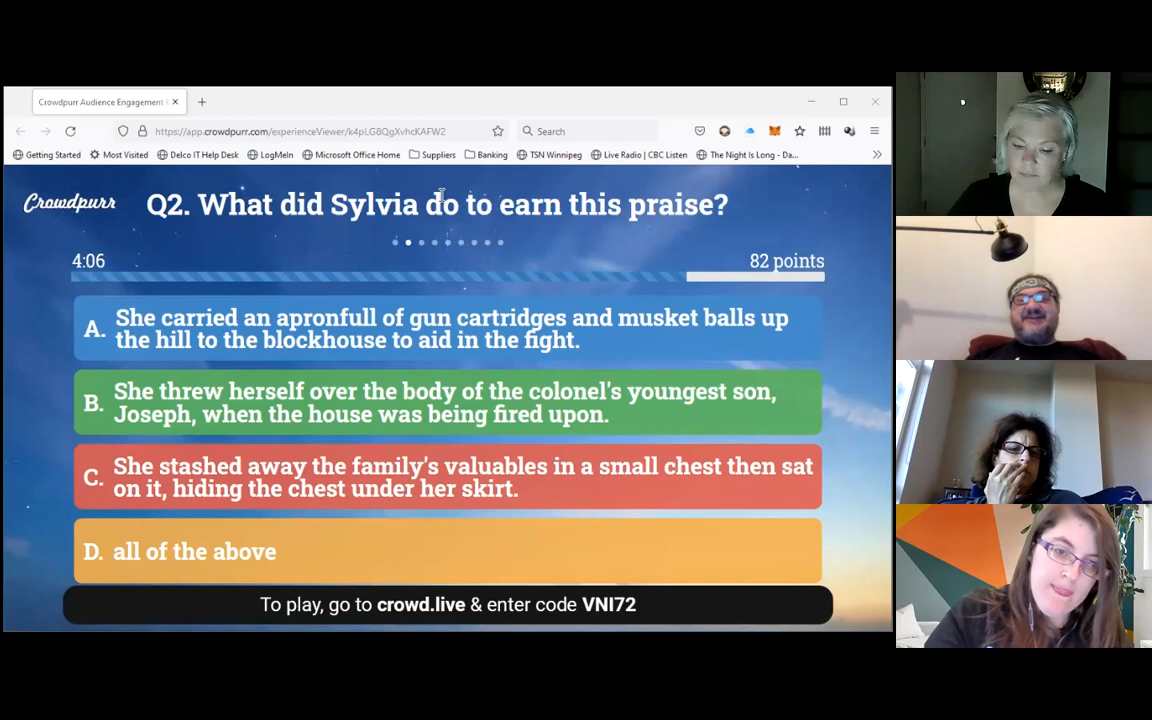 Crowdpurr Audience Engagement
https://app.crowdpurr.com/experienceViewer/k4pLG8QgXvhcKAFW2
Search
Getting Started
Most Visited
Delco IT Help Desk
LogMeIn
Microsoft Office Home
Suppliers
Banking
TSN Winnipeg
Live Radio | CBC Listen
The Night Is Long - Da...
Crowdpurr
Q2. What did Sylvia do to earn this praise?
4:06
82 points
A. She carried an apronfull of gun cartridges and musket balls up
the hill to the blockhouse to aid in the fight.
B. She threw herself over the body of the colonel's youngest son,
Joseph, when the house was being fired upon.
C. She stashed away the family's valuables in a small chest then sat
on it, hiding the chest under her skirt.
D. all of the above
To play, go to crowd.live & enter code VNI72